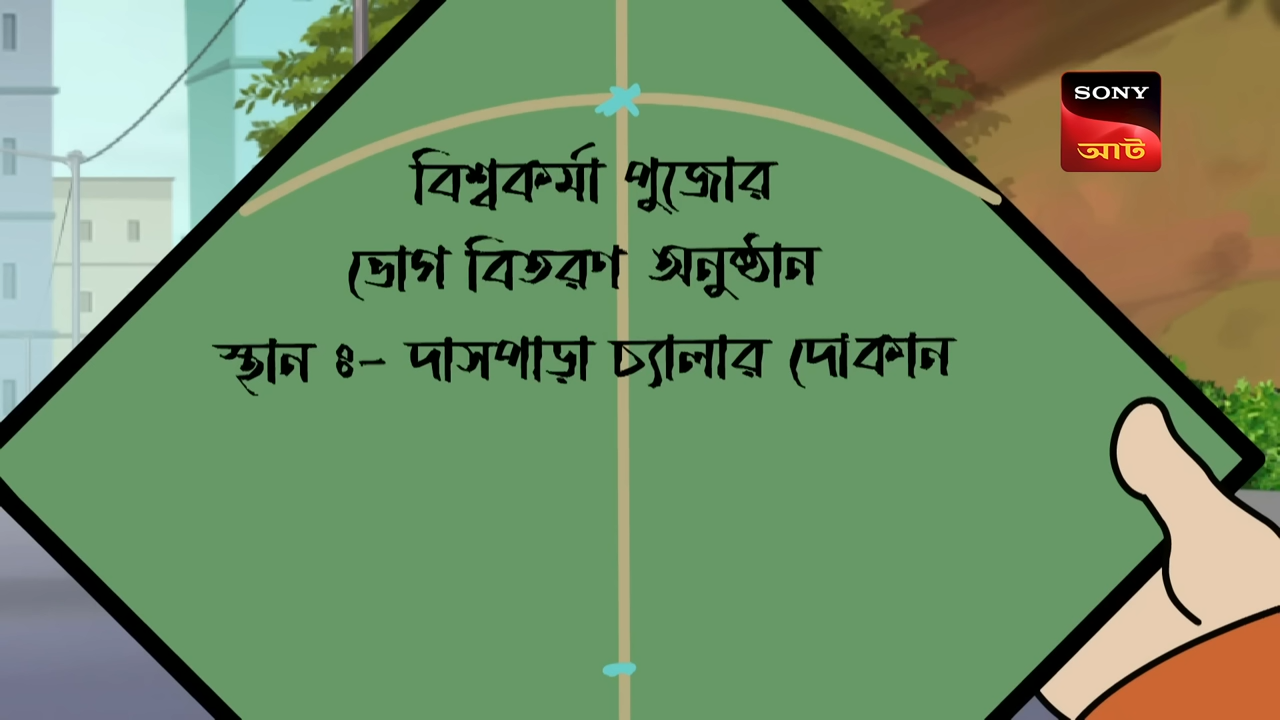 বিশ্বকর্মা পুজোর
ভোগ বিতরণ অনুষ্ঠান
স্থান ঃ- দাসপাড়া চ্যালার দোকান
SONY
আট